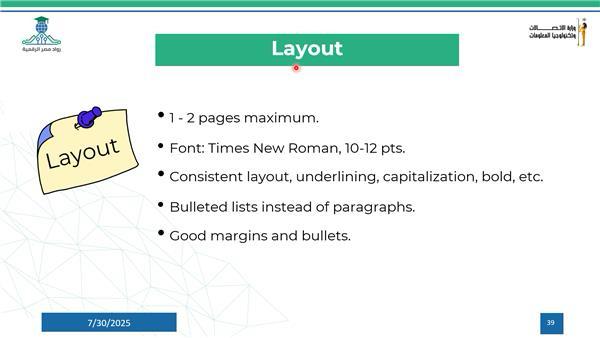 رواد مصر الرقمية
وزارة الاتصالات
وتكنولوجيا المعلومات
Layout
Layout
• 1 - 2 pages maximum.
• Font: Times New Roman, 10-12 pts.
• Consistent layout, underlining, capitalization, bold, etc.
• Bulleted lists instead of paragraphs.
• Good margins and bullets.
7/30/2025
39